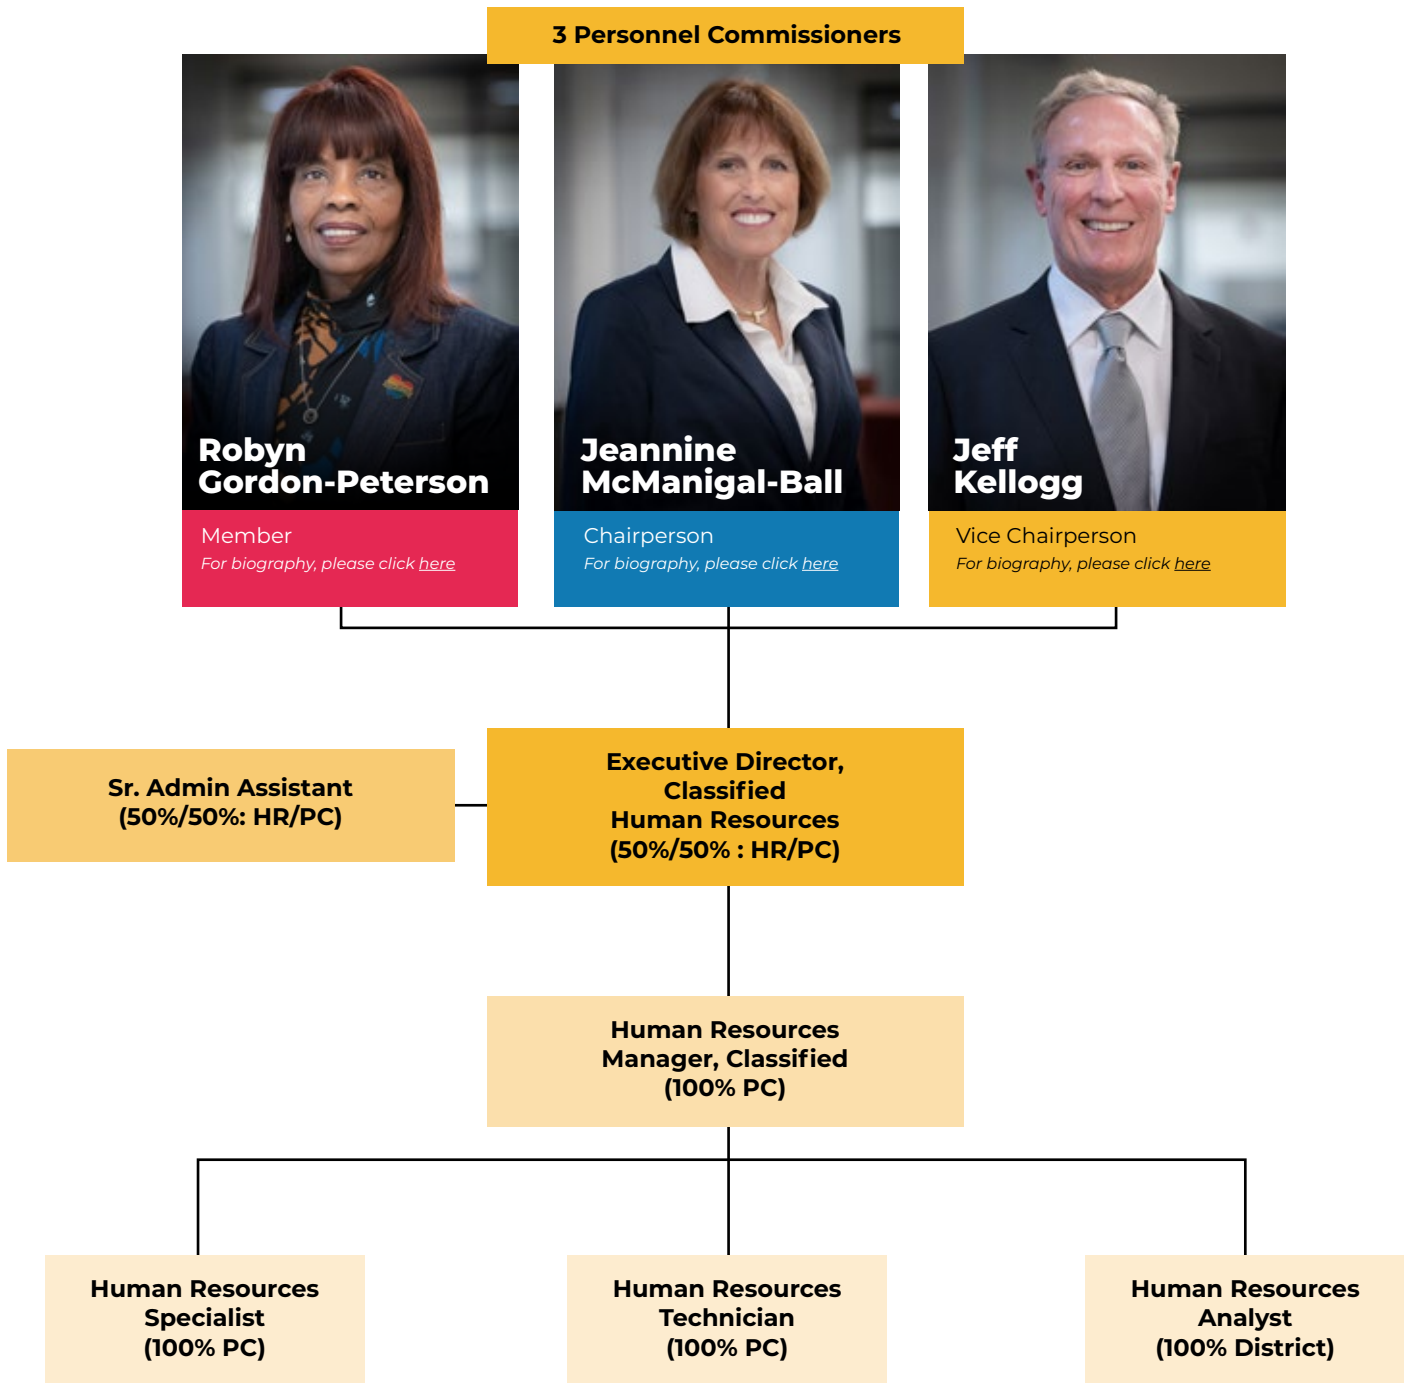 3 Personnel Commissioners
Robyn
Gordon-Peterson
Member
For biography, please click here
Jeannine
McManigal-Ball
Chairperson
For biography, please click here
Jeff
Kellogg
Vice Chairperson
For biography, please click here
Sr. Admin Assistant
(50%/50%: HR/PC)
Executive Director,
Classified
Human Resources
(50%/50% : HR/PC)
Human Resources
Manager, Classified
(100% PC)
Human Resources
Specialist
(100% PC)
Human Resources
Technician
(100% PC)
Human Resources
Analyst
(100% District)